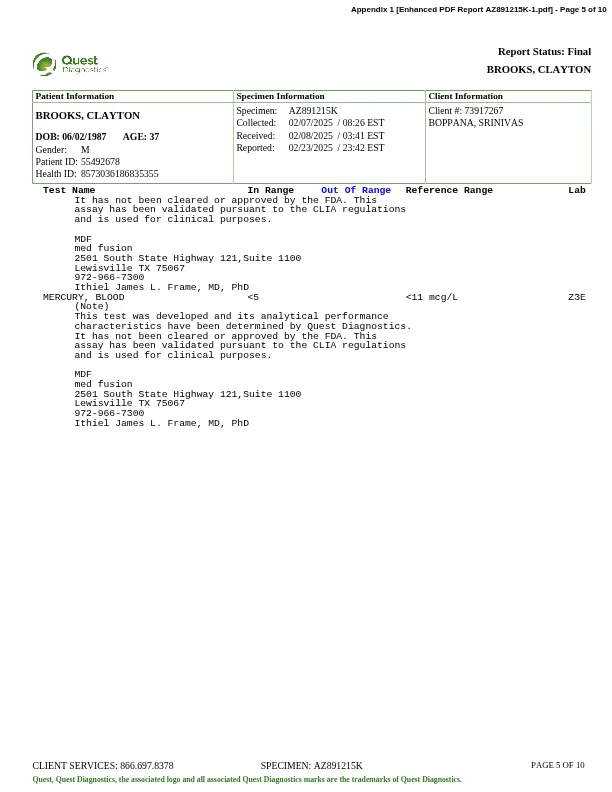 Appendix 1 [Enhanced PDF Report AZ891215K-1.pdf] - Page 5 of 10
Report Status: Final
Quest
Diagnostics
BROOKS, CLAYTON
Patient Information Specimen Information Client Information
BROOKS, CLAYTON
DOB: 06/02/1987 AGE: 37
Gender: M
Patient ID: 55492678
Health ID: 8573036186835355
Specimen: AZ891215K
Collected: 02/07/2025 / 08:26 EST
Received: 02/08/2025 / 03:41 EST
Reported: 02/23/2025 / 23:42 EST
Client #: 73917267
BOPPANA, SRINIVAS
Test Name In Range Out Of Range Reference Range Lab
It has not been cleared or approved by the FDA. This
assay has been validated pursuant to the CLIA regulations
and is used for clinical purposes.
MDF
med fusion
2501 South State Highway 121,Suite 1100
Lewisville TX 75067
972-966-7300
Ithiel James L. Frame, MD, PhD
MERCURY, BLOOD <5 <11 mcg/L Z3E
(Note)
This test was developed and its analytical performance
characteristics have been determined by Quest Diagnostics.
It has not been cleared or approved by the FDA. This
assay has been validated pursuant to the CLIA regulations
and is used for clinical purposes.
MDF
med fusion
2501 South State Highway 121,Suite 1100
Lewisville TX 75067
972-966-7300
Ithiel James L. Frame, MD, PhD
CLIENT SERVICES: 866.697.8378 SPECIMEN: AZ891215K PAGE 5 OF 10
Quest, Quest Diagnostics, the associated logo and all associated Quest Diagnostics marks are the trademarks of Quest Diagnostics.